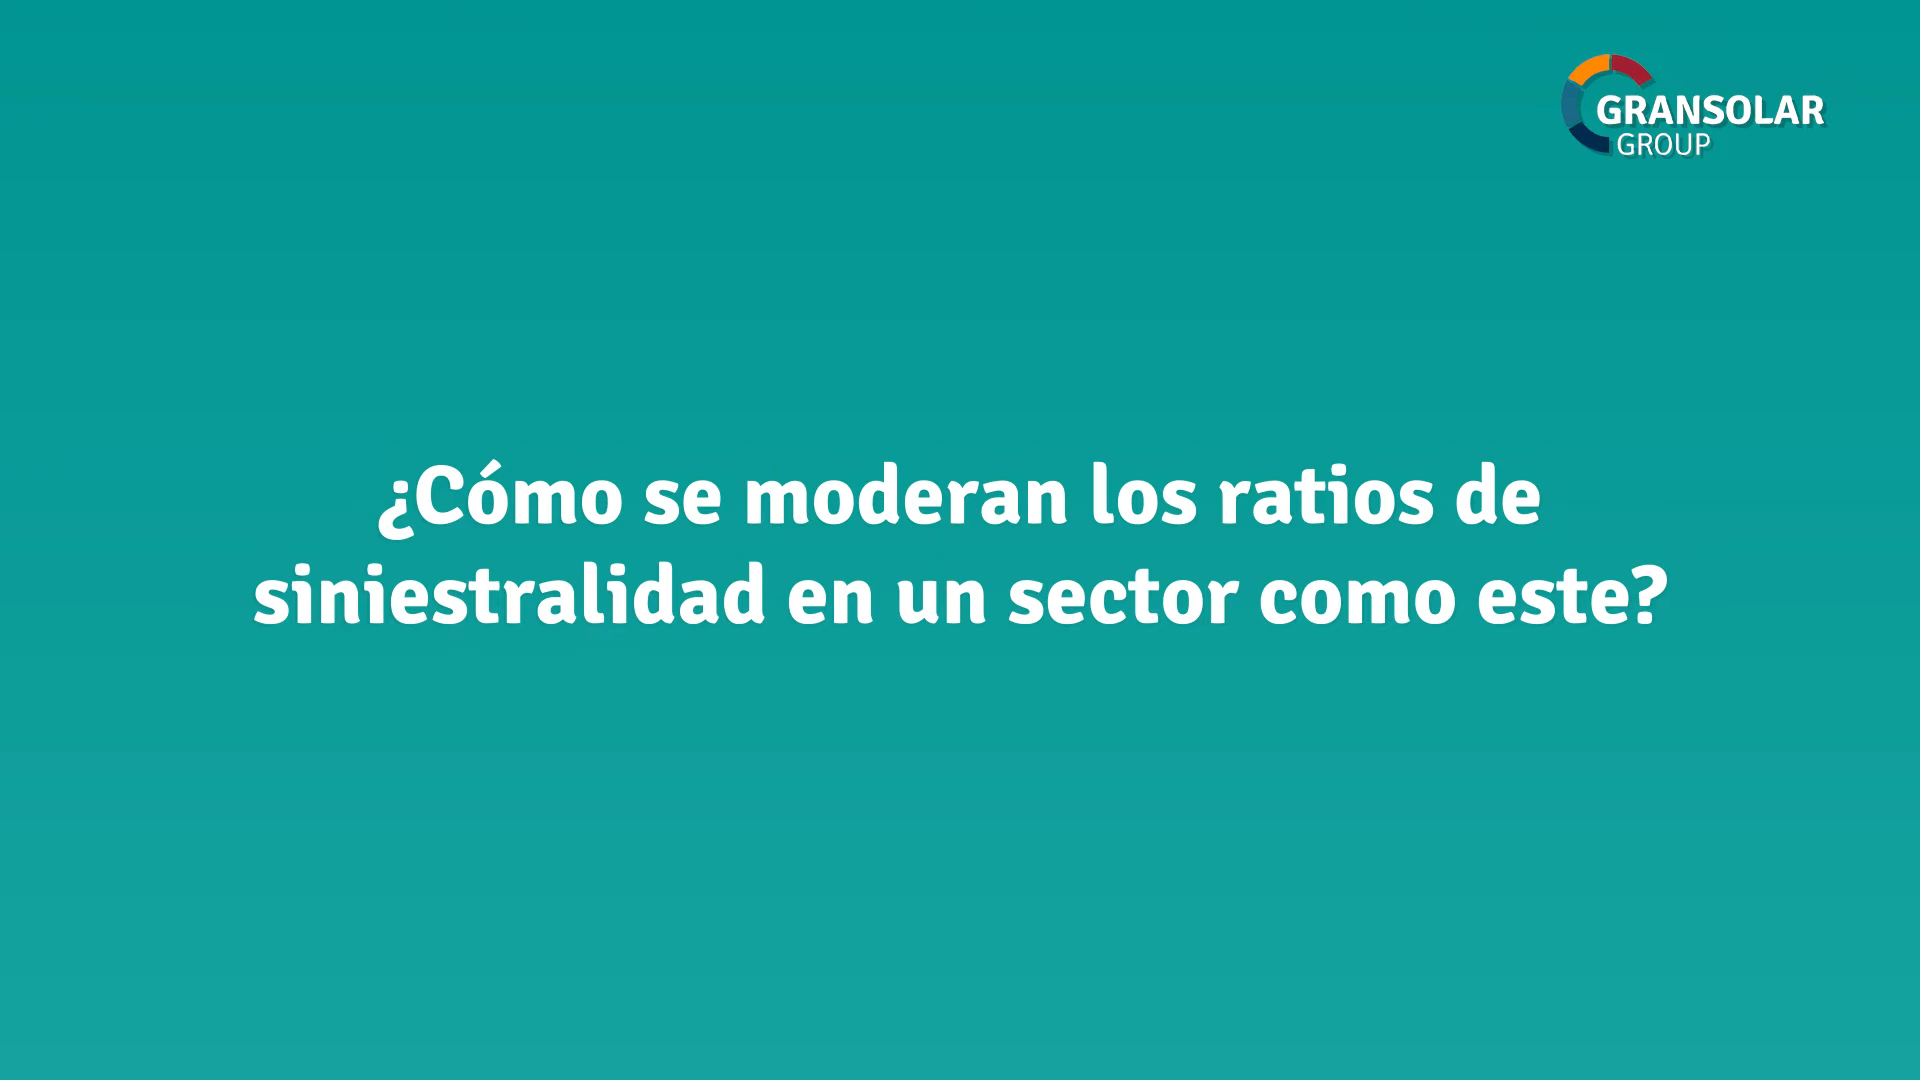 GRANSOLAR
GROUP
¿Cómo se moderan los ratios de
siniestralidad en un sector como este?